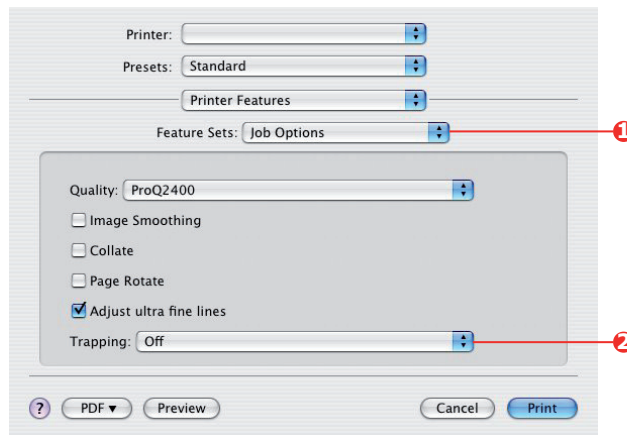 Printer:
Presets: Standard
Printer Features
Feature Sets: Job Options
1
Quality: ProQ2400
Image Smoothing
Collate
Page Rotate
Adjust ultra fine lines
Trapping: Off
2
? PDF▼ Preview Cancel Print